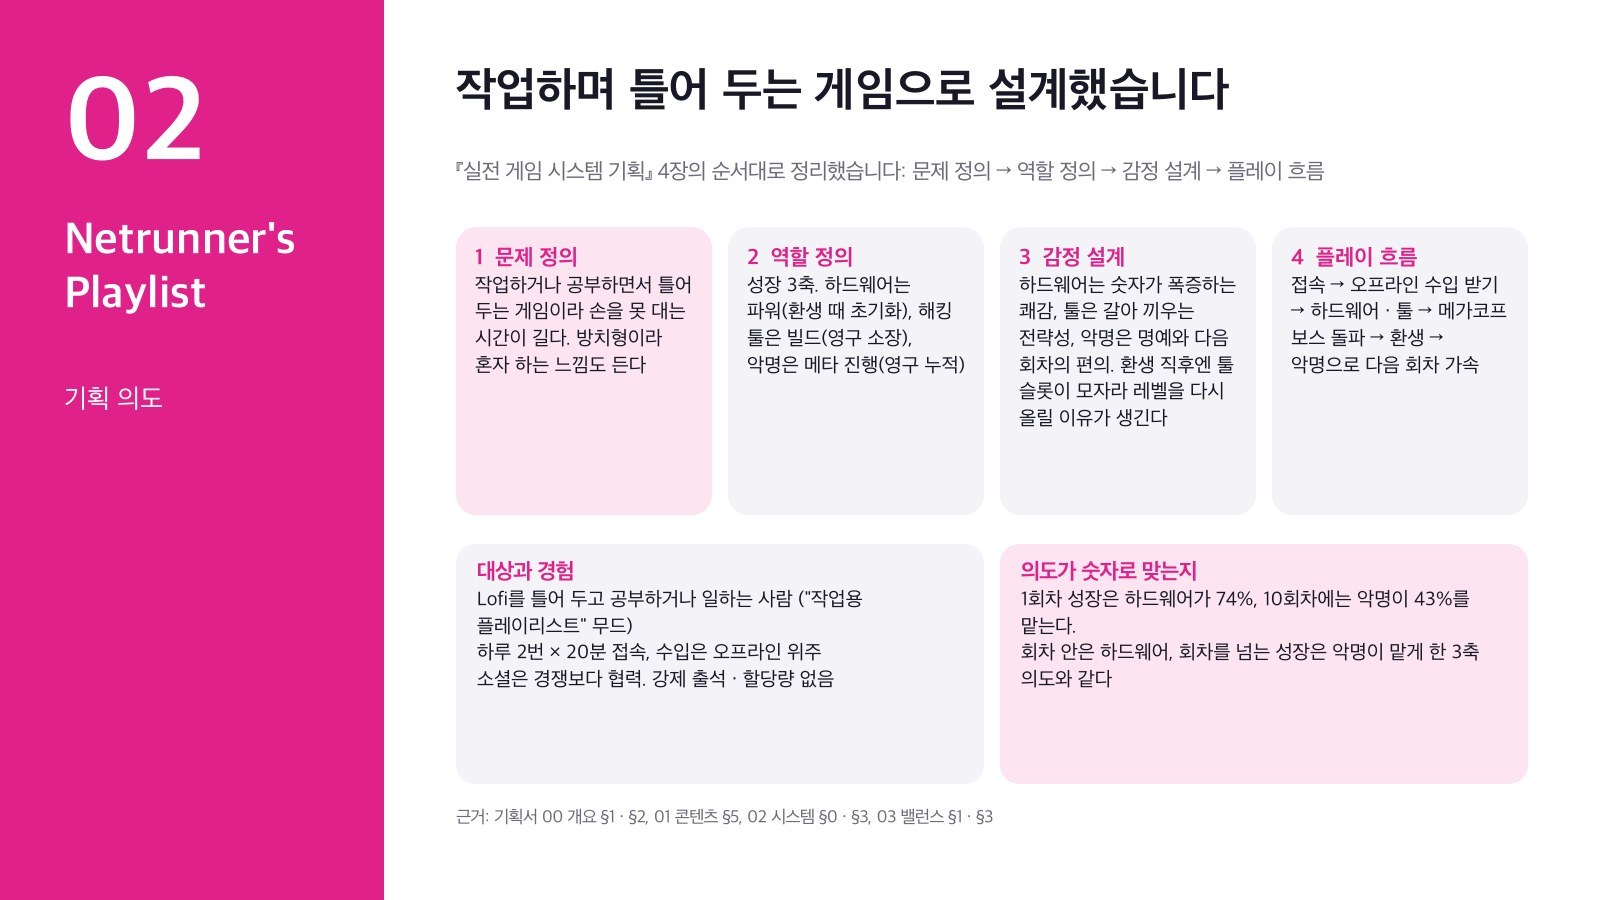 02
Netrunner's
Playlist
기획 의도
작업하며 틀어 두는 게임으로 설계했습니다
『실전 게임 시스템 기획』 4장의 순서대로 정리했습니다: 문제 정의 → 역할 정의 → 감정 설계 → 플레이 흐름
1 문제 정의
작업하거나 공부하면서 틀어
두는 게임이라 손을 못 대는
시간이 길다. 방치형이라
혼자 하는 느낌도 든다
2 역할 정의
성장 3축. 하드웨어는
파워(환생 때 초기화), 해킹
툴은 빌드(영구 소장),
악명은 메타 진행(영구 누적)
3 감정 설계
하드웨어는 숫자가 폭증하는
쾌감, 툴은 갈아 끼우는
전략성, 악명은 명예와 다음
회차의 편의. 환생 직후엔 툴
슬롯이 모자라 레벨을 다시
올릴 이유가 생긴다
4 플레이 흐름
접속 → 오프라인 수입 받기
→ 하드웨어 · 툴 → 메가코프
보스 돌파 → 환생 →
악명으로 다음 회차 가속
대상과 경험
Lofi를 틀어 두고 공부하거나 일하는 사람 ("작업용
플레이리스트" 무드)
하루 2번 × 20분 접속, 수입은 오프라인 위주
소셜은 경쟁보다 협력. 강제 출석 · 할당량 없음
의도가 숫자로 맞는지
1회차 성장은 하드웨어가 74%, 10회차에는 악명이 43%를
맡는다.
회차 안은 하드웨어, 회차를 넘는 성장은 악명이 맡게 한 3축
의도와 같다
근거: 기획서 00 개요 §1 · §2, 01 콘텐츠 §5, 02 시스템 §0 · §3, 03 밸런스 §1 · §3